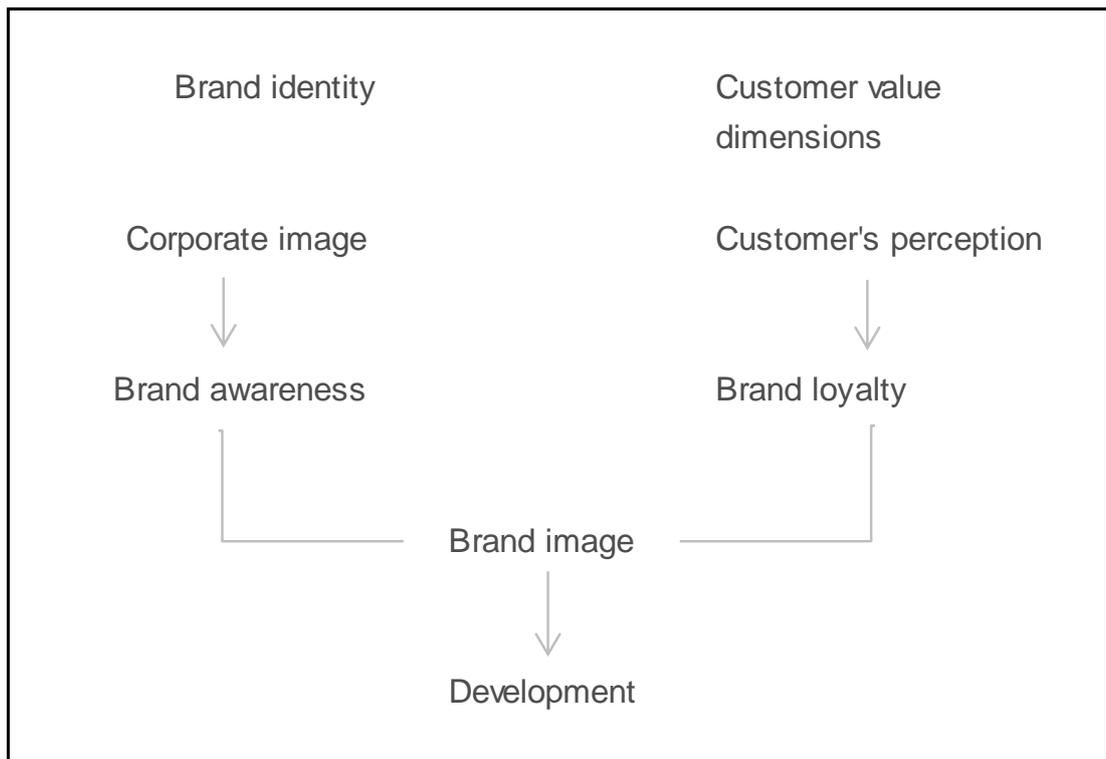 Brand identity
Customer value
dimensions
Corporate image
Customer's perception
Brand awareness
Brand loyalty
Brand image
Development